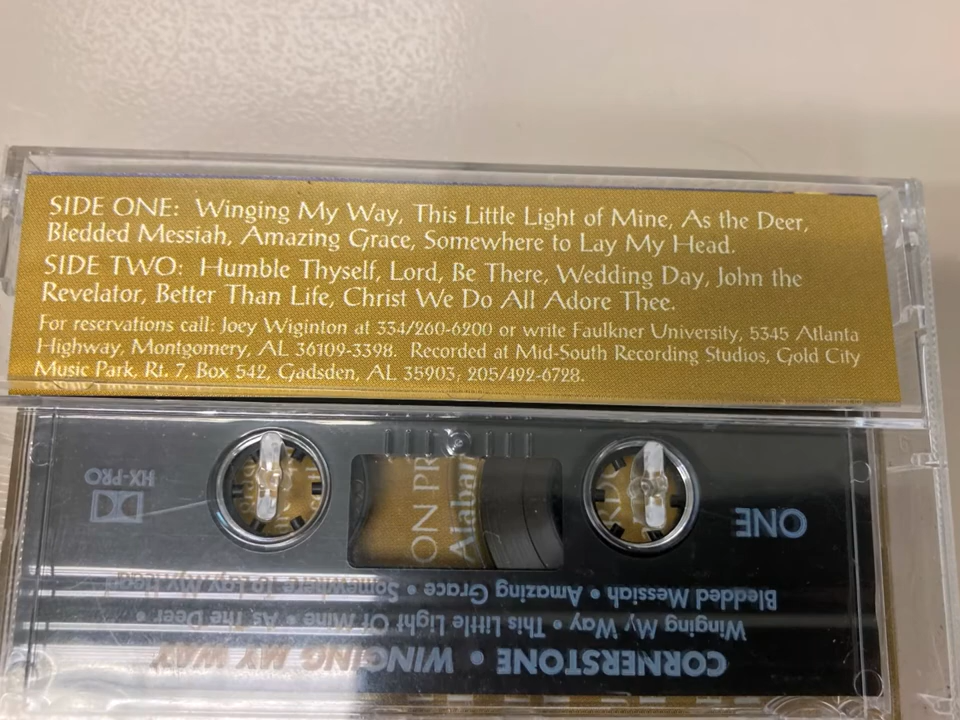 SIDE ONE: Winging My Way, This Little Light of Mine, As the Deer,
Bledded Messiah, Amazing Grace, Somewhere to Lay My Head.
SIDE TWO: Humble Thyself, Lord, Be There, Wedding Day, John the
Revelator, Better Than Life, Christ We Do All Adore Thee.
For reservations call: Joey Wiginton at 334/260-6200 or write Faulkner University, 5345 Atlanta
Highway, Montgomery, AL 36109-3398. Recorded at Mid-South Recording Studios, Gold City
Music Park, Rt. 7, Box 542, Gadsden, AL 35903; 205/492-6728.
CORNERSTONE • WINGING MY WAY
Winging My Way • This Little Light Of Mine • As The Deer •
Bledded Messiah • Amazing Grace • Somewhere To Lay My Head
ONE
HX-PRO
ON PR
Alabam